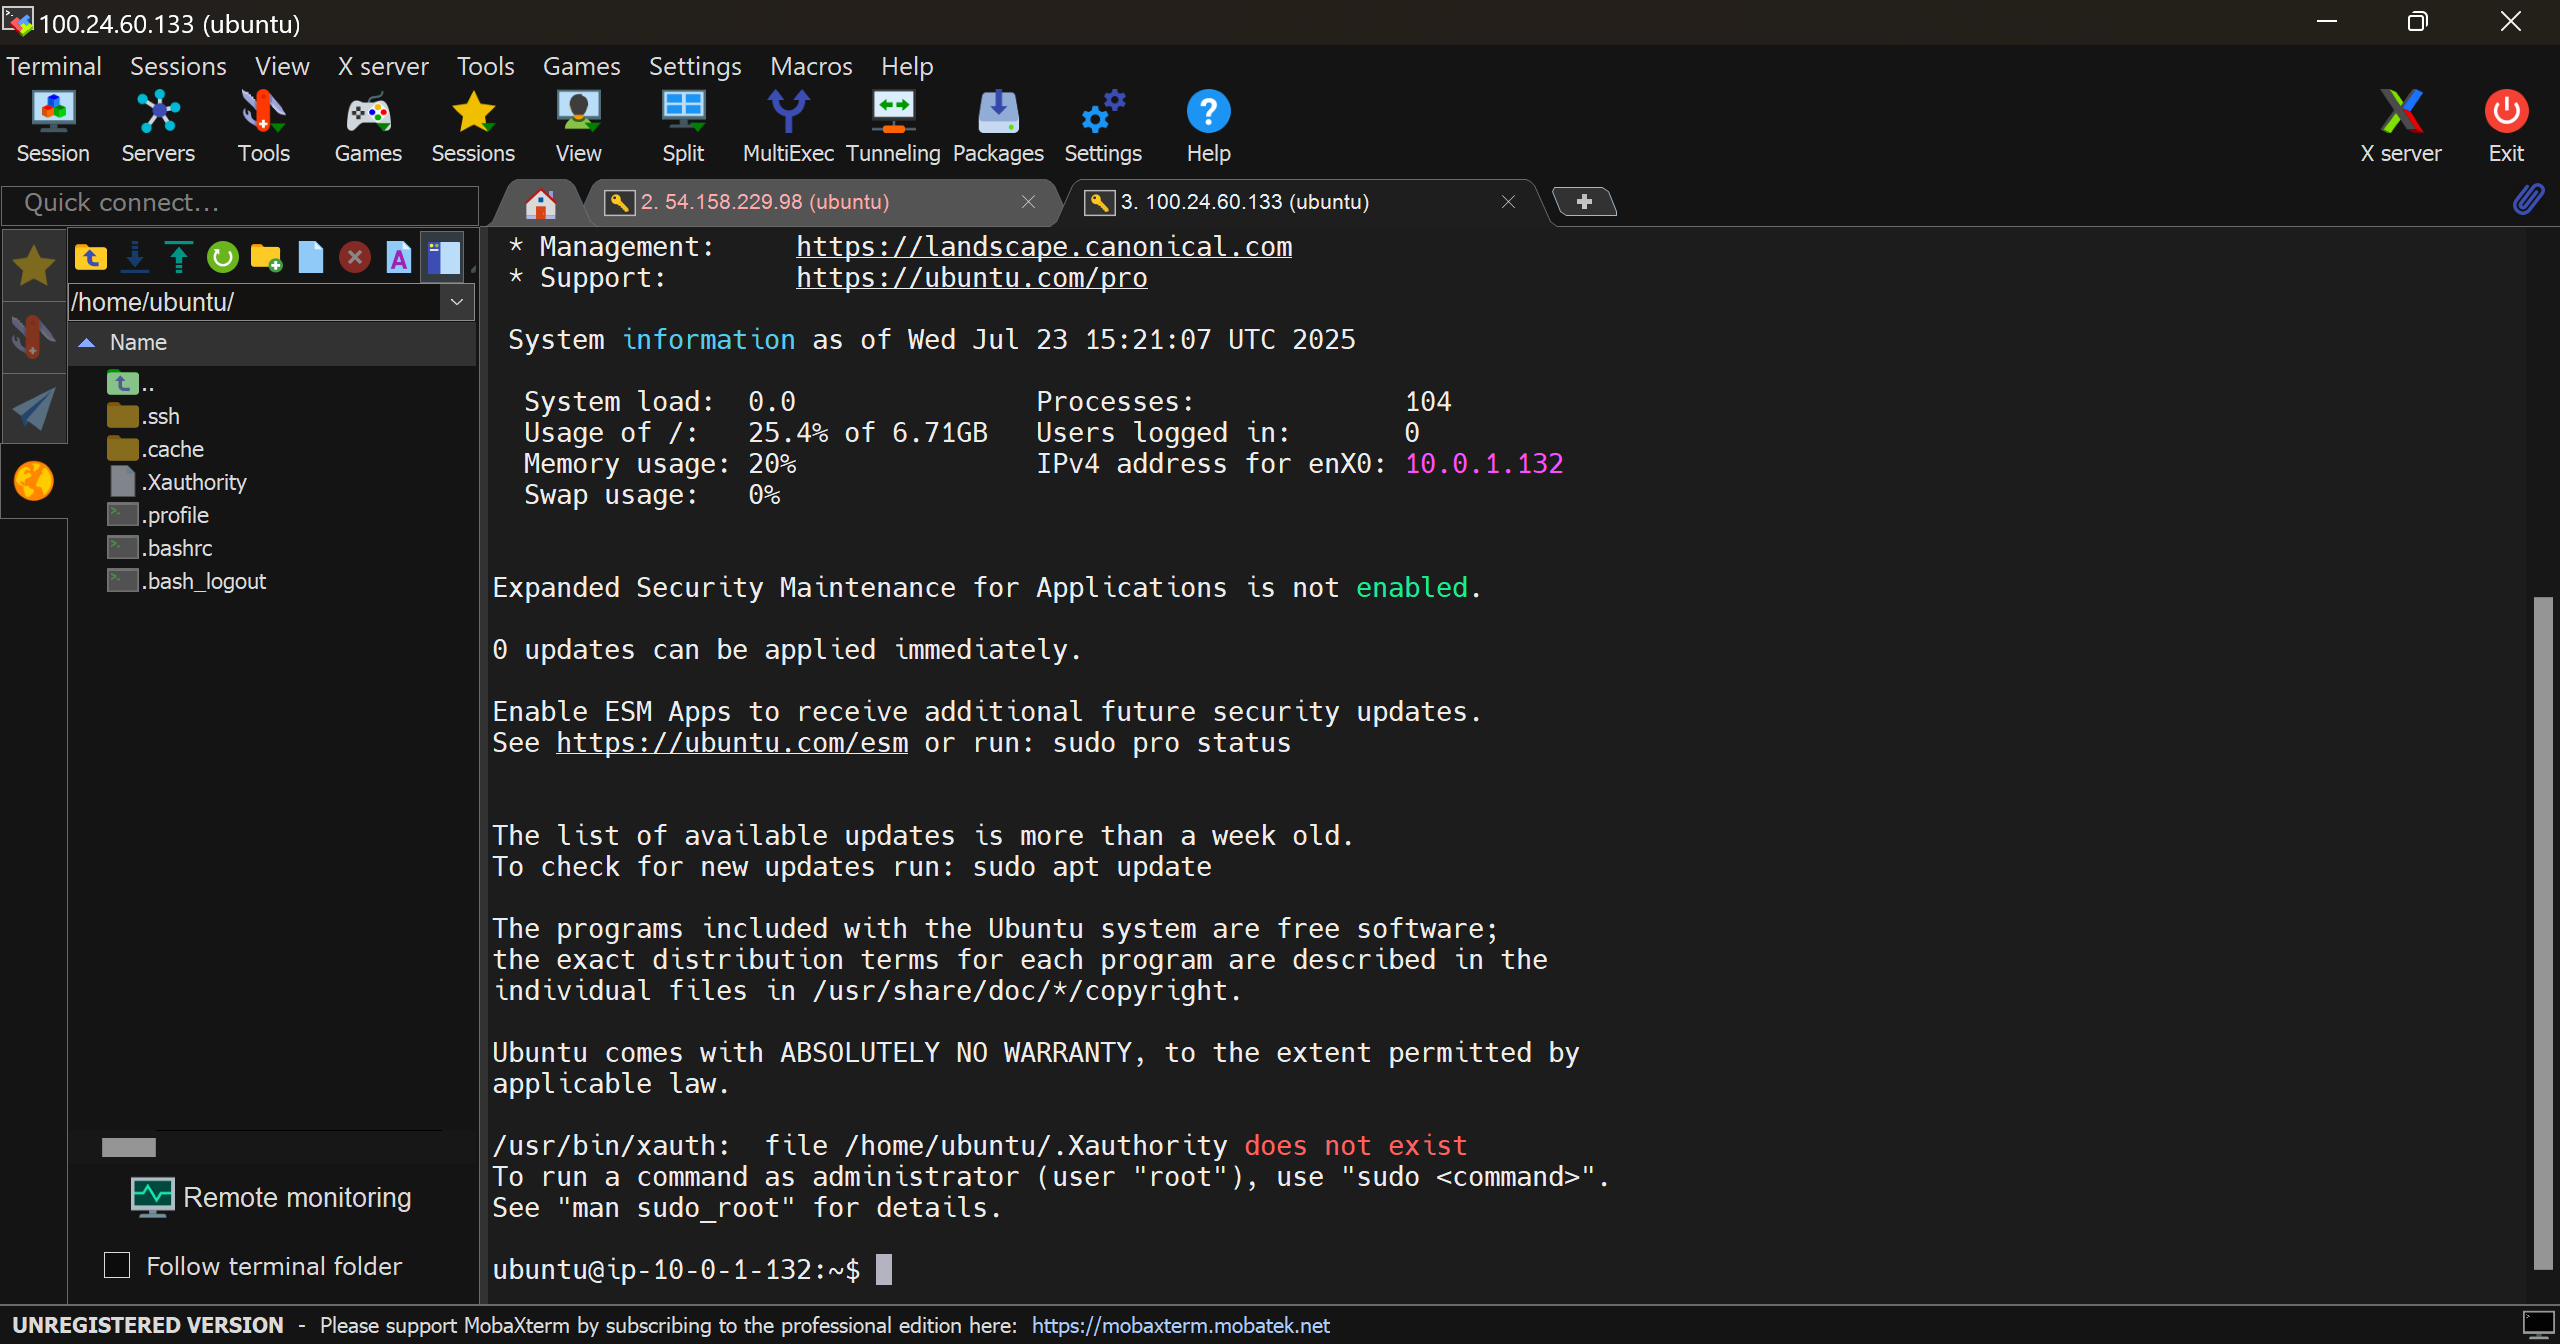 100.24.60.133 (ubuntu)
Terminal Sessions View X server Tools Games Settings Macros Help
Session Servers Tools Games Sessions View Split MultiExec Tunneling Packages Settings Help X server Exit
Quick connect...
2. 54.158.229.98 (ubuntu)
3. 100.24.60.133 (ubuntu)
/home/ubuntu/
Name
..
.ssh
.cache
.Xauthority
.profile
.bashrc
.bash_logout
Remote monitoring
Follow terminal folder
* Management: https://landscape.canonical.com
* Support: https://ubuntu.com/pro
System information as of Wed Jul 23 15:21:07 UTC 2025
System load: 0.0 Processes: 104
Usage of /: 25.4% of 6.71GB Users logged in: 0
Memory usage: 20% IPv4 address for enX0: 10.0.1.132
Swap usage: 0%
Expanded Security Maintenance for Applications is not enabled.
0 updates can be applied immediately.
Enable ESM Apps to receive additional future security updates.
See https://ubuntu.com/esm or run: sudo pro status
The list of available updates is more than a week old.
To check for new updates run: sudo apt update
The programs included with the Ubuntu system are free software;
the exact distribution terms for each program are described in the
individual files in /usr/share/doc/*/copyright.
Ubuntu comes with ABSOLUTELY NO WARRANTY, to the extent permitted by
applicable law.
/usr/bin/xauth:  file /home/ubuntu/.Xauthority does not exist
To run a command as administrator (user "root"), use "sudo <command>".
See "man sudo_root" for details.
ubuntu@ip-10-0-1-132:~$
UNREGISTERED VERSION - Please support MobaXterm by subscribing to the professional edition here: https://mobaxterm.mobatek.net